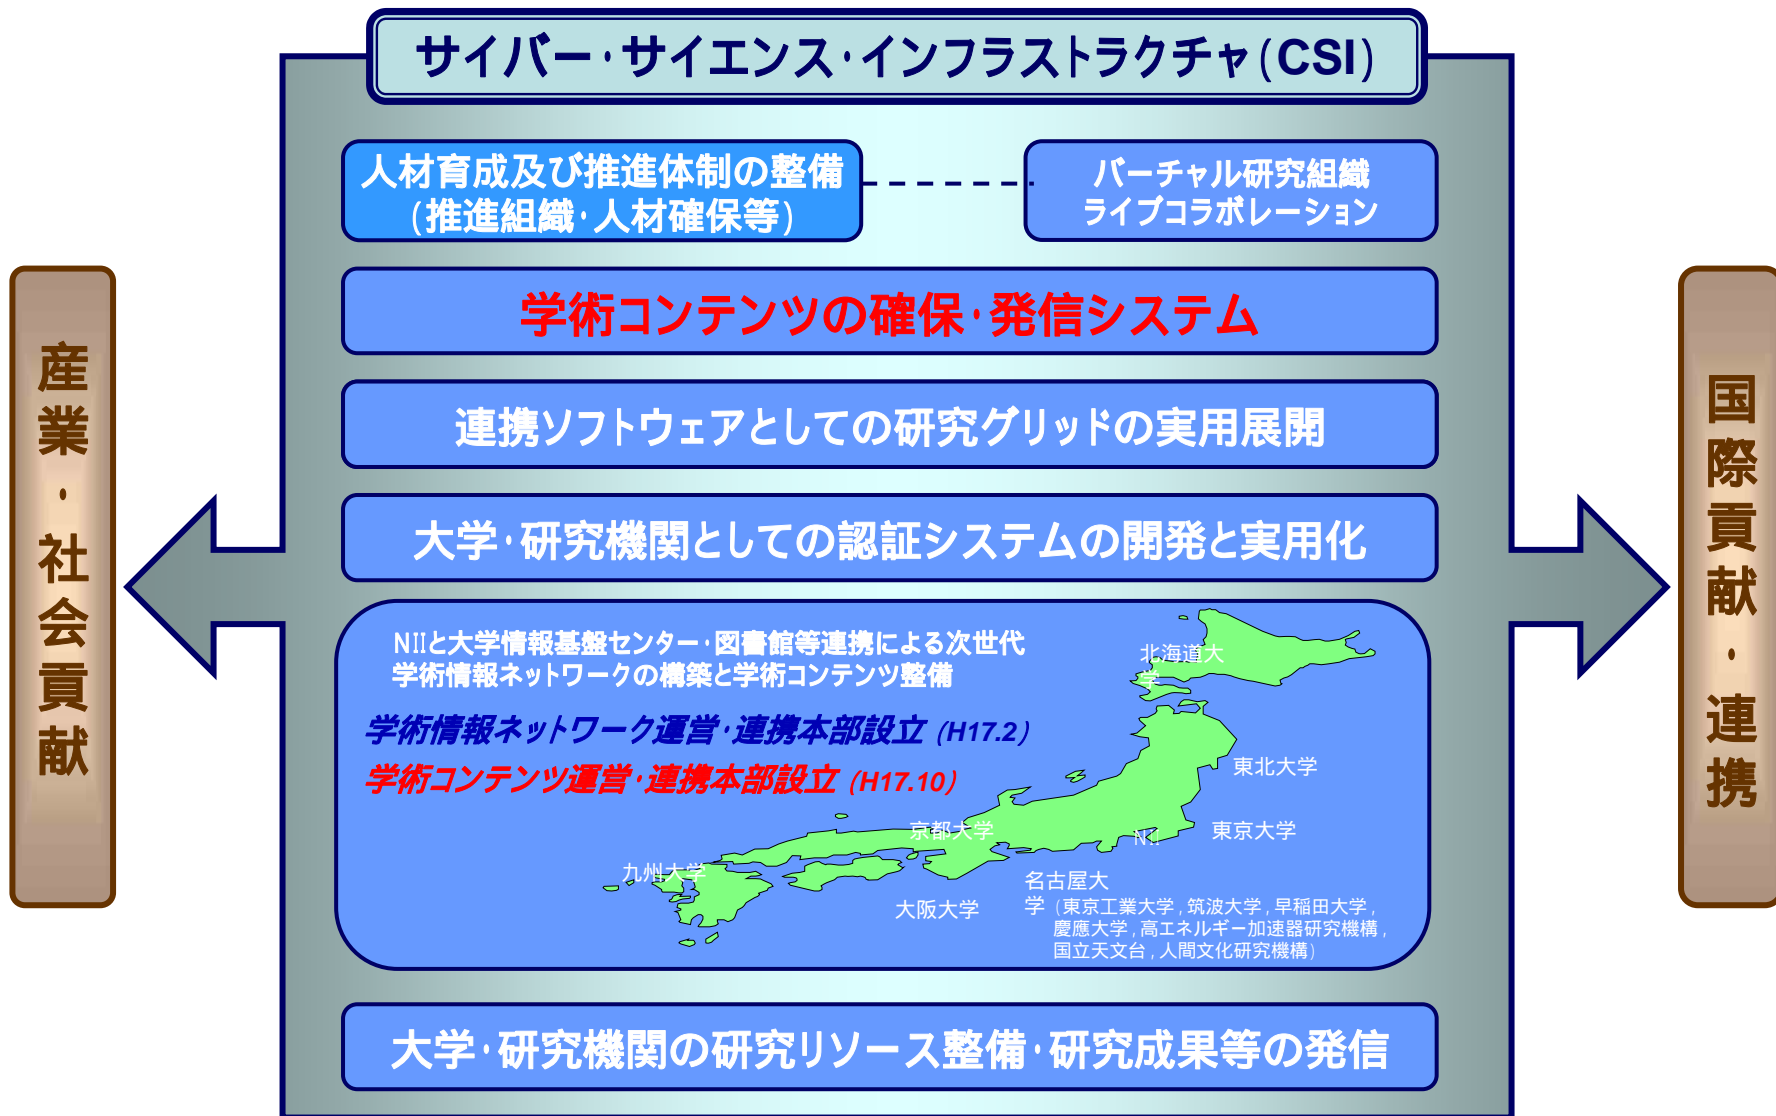 サイバー・サイエンス・インフラストラクチャ(CSI)
人材育成及び推進体制の整備
(推進組織・人材確保等)
バーチャル研究組織
ライブコラボレーション
学術コンテンツの確保・発信システム
連携ソフトウェアとしての研究グリッドの実用展開
大学・研究機関としての認証システムの開発と実用化
産業・社会貢献
国際貢献・連携
NIIと大学情報基盤センター・図書館等連携による次世代
学術情報ネットワークの構築と学術コンテンツ整備
学術情報ネットワーク運営・連携本部設立 (H17.2)
学術コンテンツ運営・連携本部設立 (H17.10)
北海道大
学
東北大学
東京大学
NII
京都大学
九州大学
大阪大学
名古屋大
学 (東京工業大学, 筑波大学, 早稲田大学,
慶應大学, 高エネルギー加速器研究機構,
国立天文台, 人間文化研究機構)
大学・研究機関の研究リソース整備・研究成果等の発信